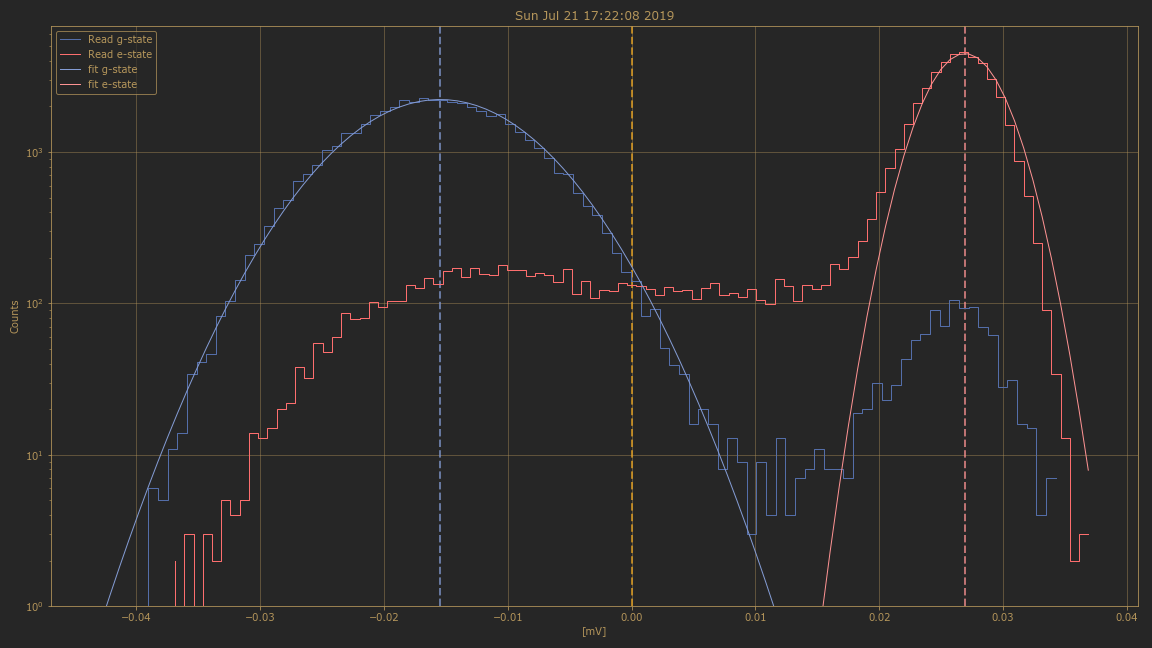 Sun Jul 21 17:22:08 2019
Read g-state
Read e-state
fit g-state
fit e-state
Counts
10³
10²
10¹
10⁰
−0.04 −0.03 −0.02 −0.01 0.00 0.01 0.02 0.03 0.04
[mV]